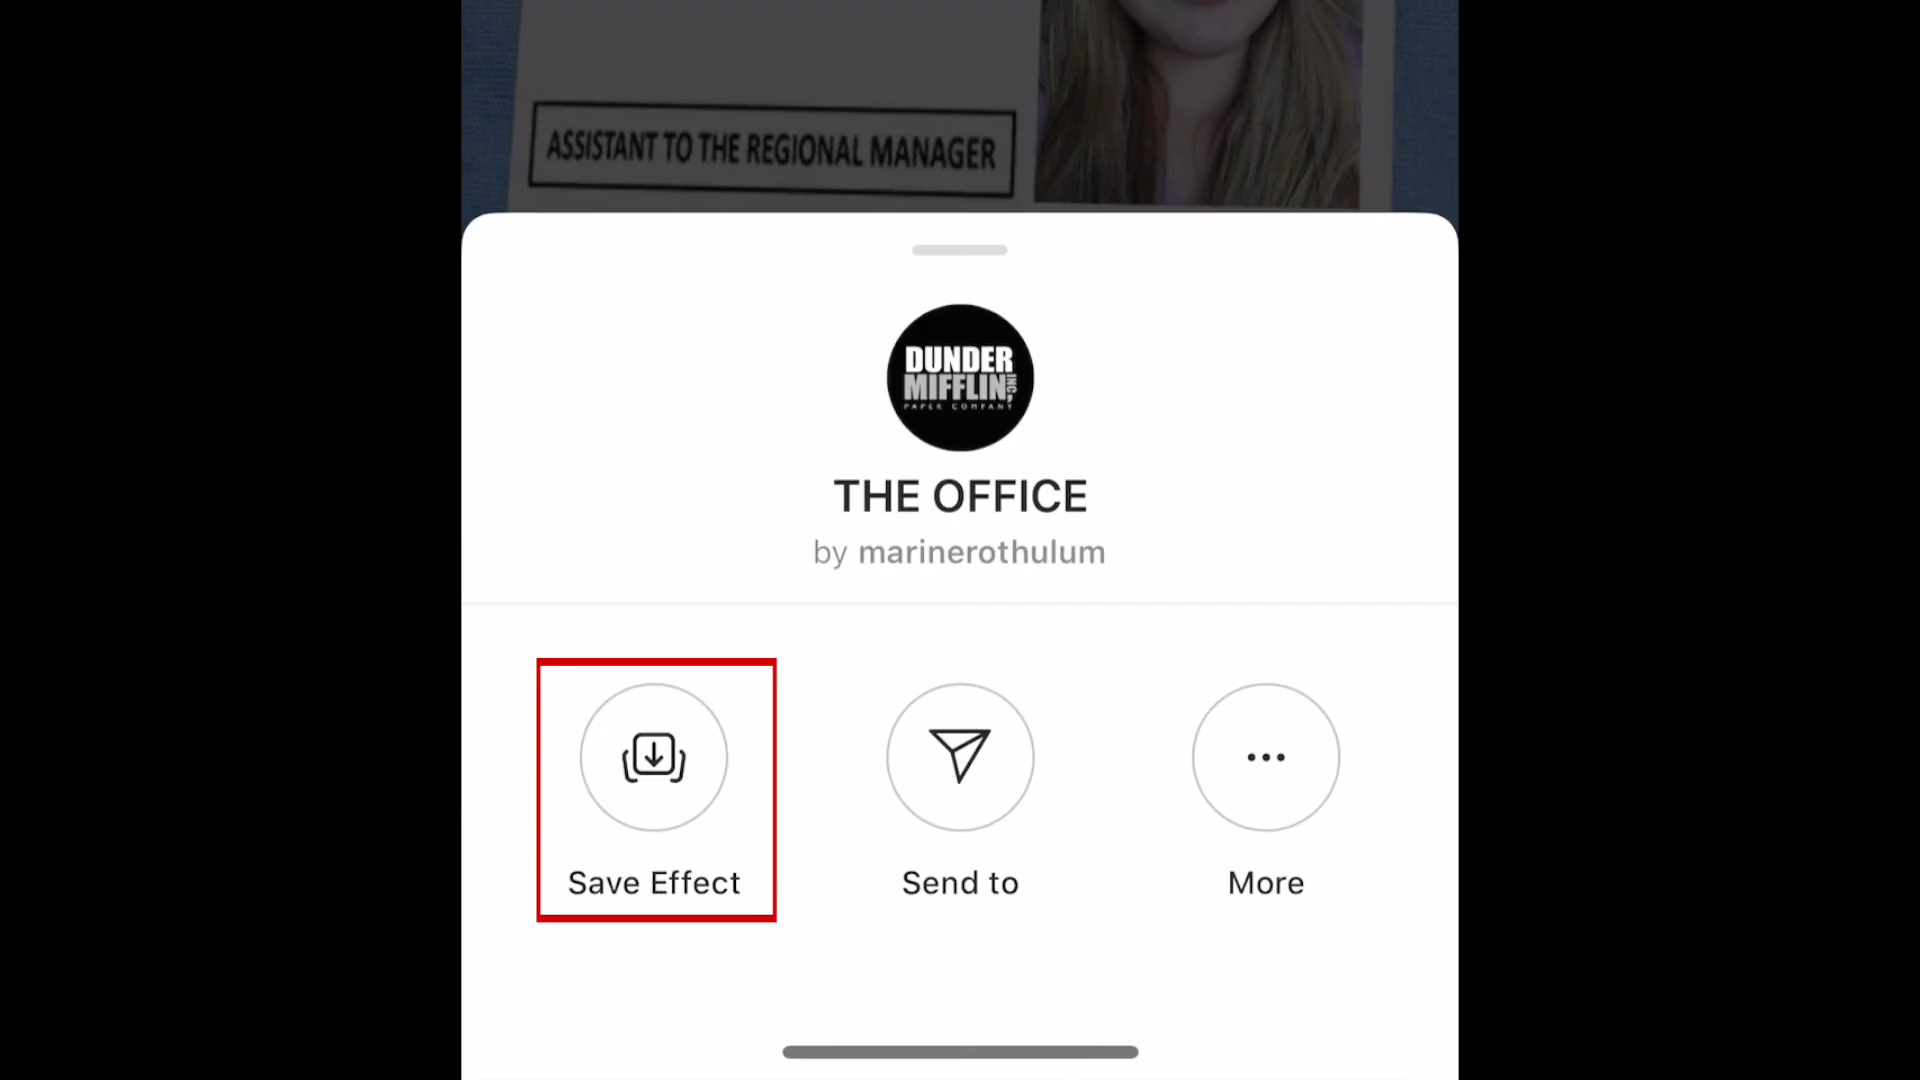 ASSISTANT TO THE REGIONAL MANAGER
DUNDER
MIFFLIN INC,
PAPER COMPANY
THE OFFICE
by marinerothulum
Save Effect
Send to
More